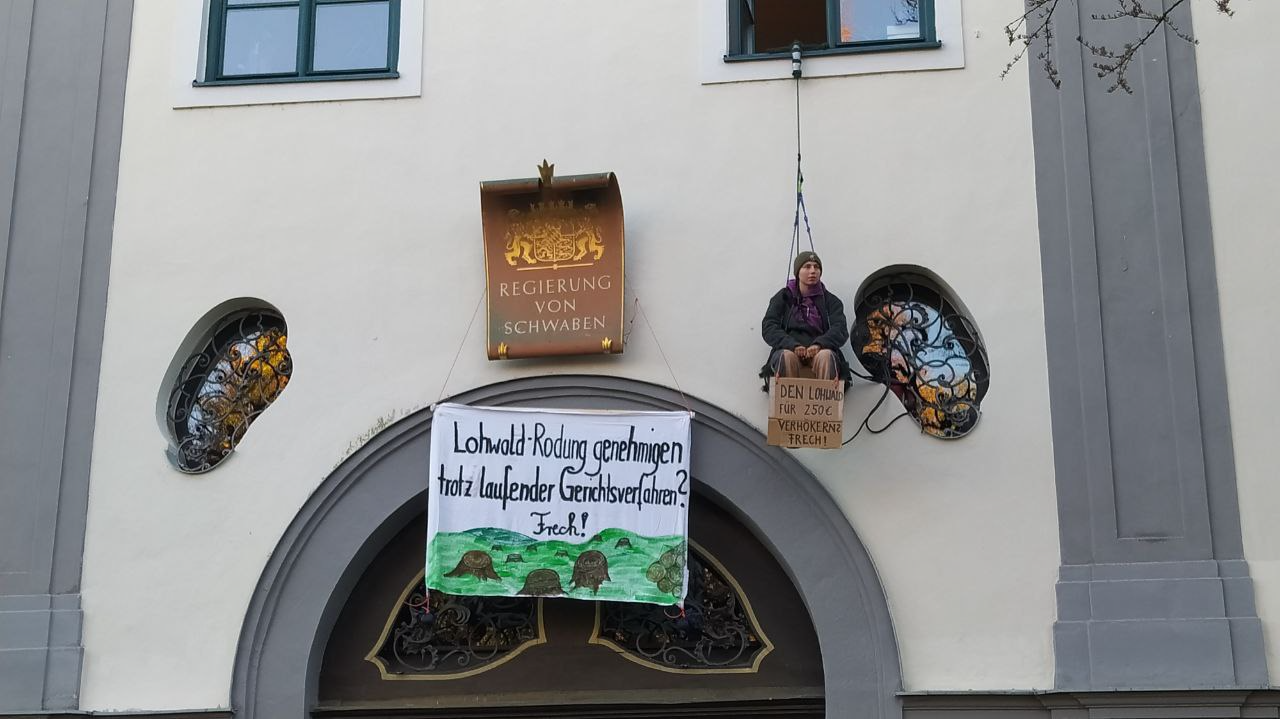 REGIERUNG
VON
SCHWABEN
Lohwald-Rodung genehmigen
trotz laufender Gerichtsverfahren?
Frech!
DEN LOHWALD
FÜR 250€
VERHÖKERN?
FRECH!